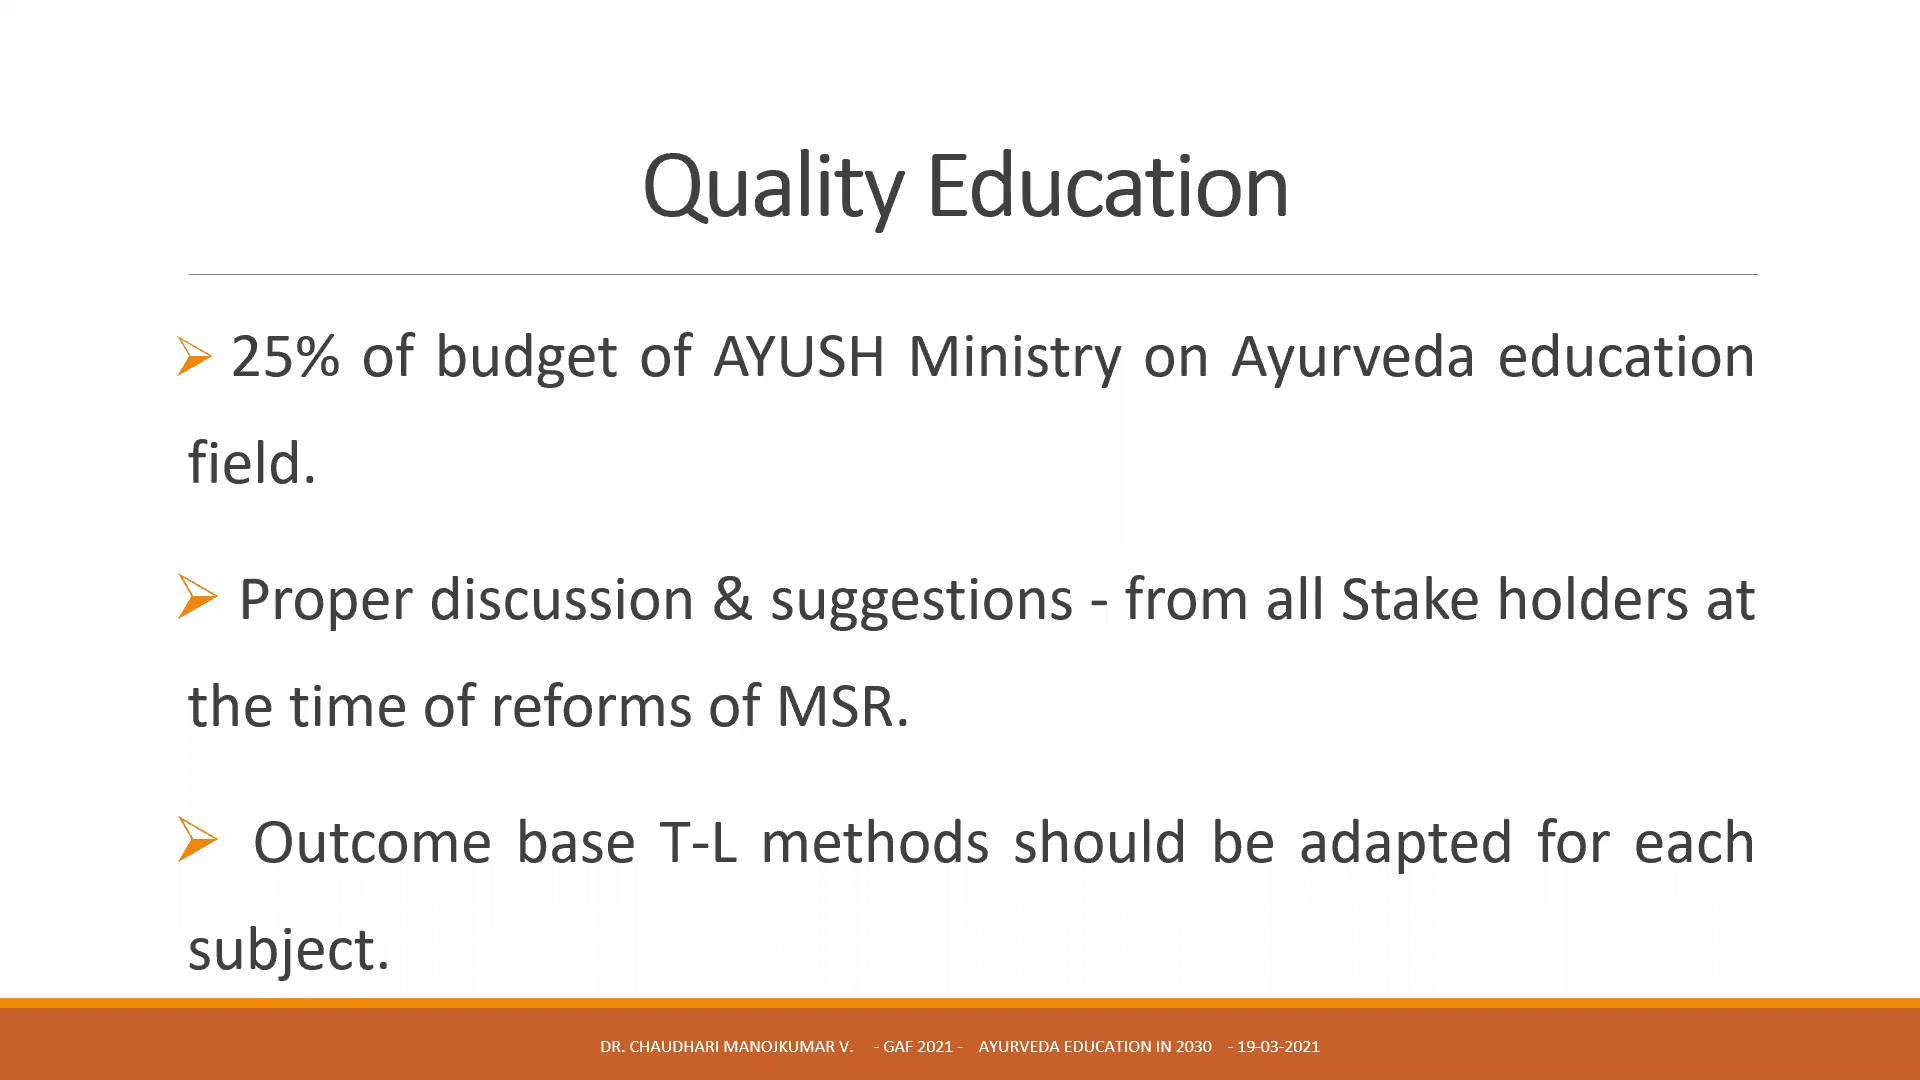 Quality Education
➢ 25% of budget of AYUSH Ministry on Ayurveda education
field.
➢ Proper discussion & suggestions - from all Stake holders at
the time of reforms of MSR.
➢ Outcome base T-L methods should be adapted for each
subject.
DR. CHAUDHARI MANOJKUMAR V. - GAF 2021 - AYURVEDA EDUCATION IN 2030 - 19-03-2021